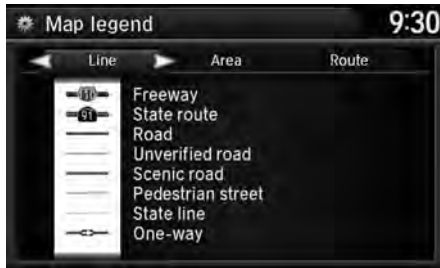 Map legend
9:30
Line
Area
Route
Freeway
91
State route
Road
Unverified road
Scenic road
Pedestrian street
State line
One-way